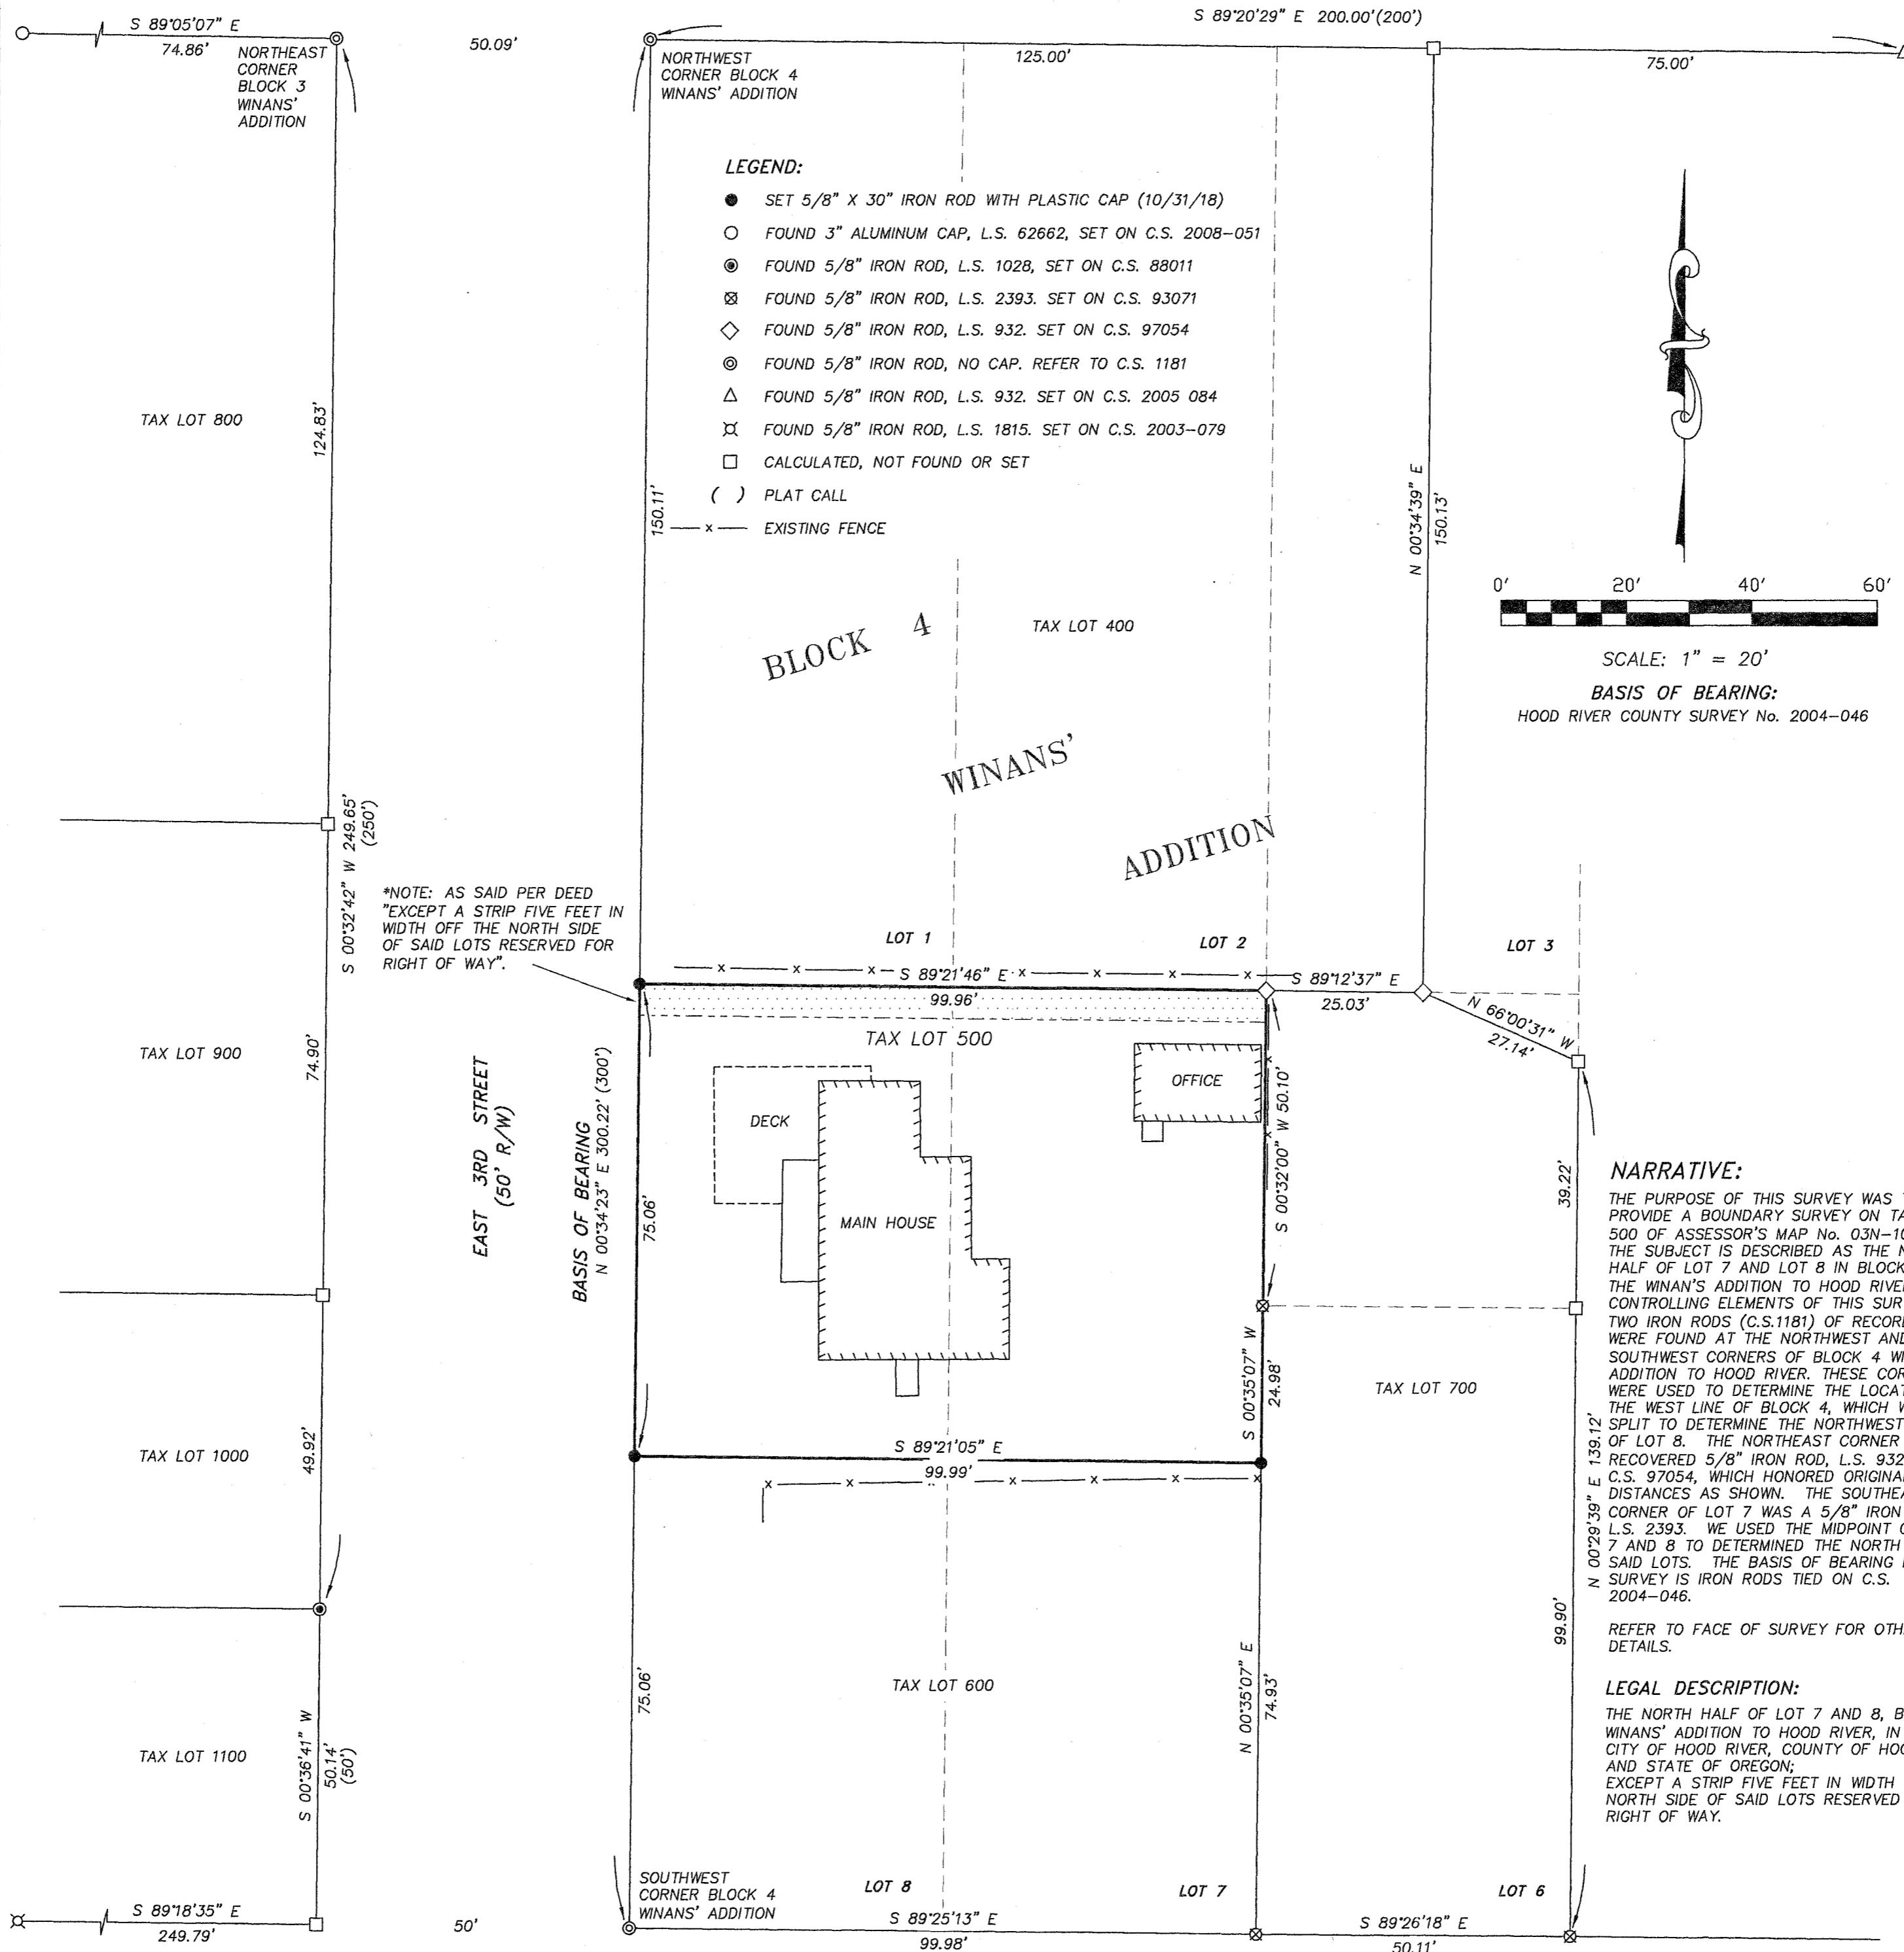 S 89°05'07" E
74.86'
NORTHEAST
CORNER
BLOCK 3
WINANS'
ADDITION
50.09'
NORTHWEST
CORNER BLOCK 4
WINANS' ADDITION
S 89°20'29" E 200.00'(200')
125.00'
75.00'
LEGEND:
SET 5/8" X 30" IRON ROD WITH PLASTIC CAP (10/31/18)
FOUND 3" ALUMINUM CAP, L.S. 62662, SET ON C.S. 2008-051
FOUND 5/8" IRON ROD, L.S. 1028, SET ON C.S. 88011
FOUND 5/8" IRON ROD, L.S. 2393. SET ON C.S. 93071
FOUND 5/8" IRON ROD, L.S. 932. SET ON C.S. 97054
FOUND 5/8" IRON ROD, NO CAP. REFER TO C.S. 1181
FOUND 5/8" IRON ROD, L.S. 932. SET ON C.S. 2005 084
FOUND 5/8" IRON ROD, L.S. 1815. SET ON C.S. 2003-079
CALCULATED, NOT FOUND OR SET
( ) PLAT CALL
x EXISTING FENCE
TAX LOT 800
124.83'
150.11'
N 00°34'39" E
150.13'
0' 20' 40' 60'
SCALE: 1" = 20'
BASIS OF BEARING:
HOOD RIVER COUNTY SURVEY No. 2004-046
BLOCK 4
TAX LOT 400
WINANS'
ADDITION
S 00°32'42" W 249.65'
(250')
*NOTE: AS SAID PER DEED
"EXCEPT A STRIP FIVE FEET IN
WIDTH OFF THE NORTH SIDE
OF SAID LOTS RESERVED FOR
RIGHT OF WAY".
LOT 1
LOT 2
LOT 3
S 89°21'46" E
99.96'
S 89°12'37" E
25.03'
N 66°00'31" W
27.14'
TAX LOT 900
74.90'
TAX LOT 500
EAST 3RD STREET
(50' R/W)
BASIS OF BEARING
N 00°34'23" E 300.22' (300')
75.06'
DECK
MAIN HOUSE
OFFICE
S 00°32'00" W 50.10'
39.22'
S 00°35'07" W
24.98'
TAX LOT 700
NARRATIVE:
THE PURPOSE OF THIS SURVEY WAS
PROVIDE A BOUNDARY SURVEY ON
500 OF ASSESSOR'S MAP No.
THE SUBJECT IS DESCRIBED AS THE
HALF OF LOT 7 AND LOT 8 IN
THE WINAN'S ADDITION TO HOOD
CONTROLLING ELEMENTS OF THIS
TWO IRON RODS (C.S.1181) OF
WERE FOUND AT THE NORTHWEST
SOUTHWEST CORNERS OF BLOCK 4
ADDITION TO HOOD RIVER. THESE
WERE USED TO DETERMINE THE
THE WEST LINE OF BLOCK 4, WHICH
SPLIT TO DETERMINE THE NORTHWEST
OF LOT 8. THE NORTHEAST CORNER
RECOVERED 5/8" IRON ROD, L.S. 932
C.S. 97054, WHICH HONORED
DISTANCES AS SHOWN. THE
CORNER OF LOT 7 WAS A 5/8" IRON
L.S. 2393. WE USED THE MIDPOINT
7 AND 8 TO DETERMINED THE NORTH
SAID LOTS. THE BASIS OF BEARING
SURVEY IS IRON RODS TIED ON C.S.
2004-046.
REFER TO FACE OF SURVEY FOR
DETAILS.
TAX LOT 1000
49.92'
S 89°21'05" E
99.99'
N 00°29'39" E 139.12'
99.90'
TAX LOT 600
75.06'
N 00°35'07" E
74.93'
LEGAL DESCRIPTION:
THE NORTH HALF OF LOT 7 AND 8,
WINANS' ADDITION TO HOOD RIVER, IN
CITY OF HOOD RIVER, COUNTY OF
AND STATE OF OREGON;
EXCEPT A STRIP FIVE FEET IN WIDTH
NORTH SIDE OF SAID LOTS RESERVED
RIGHT OF WAY.
TAX LOT 1100
S 00°36'41" W
50.14'
(50')
SOUTHWEST
CORNER BLOCK 4
WINANS' ADDITION
LOT 8
LOT 7
LOT 6
S 89°18'35" E
249.79'
50'
S 89°25'13" E
99.98'
S 89°26'18" E
50.11'